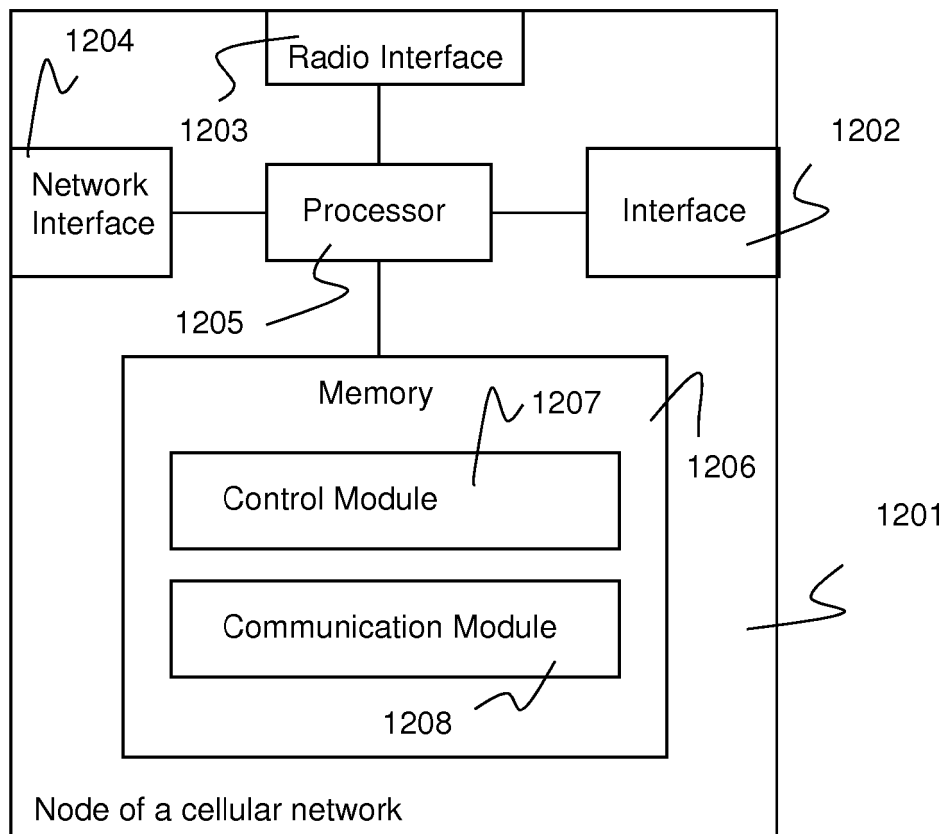 1204
Radio Interface
1203
1202
Network
Interface
Processor
Interface
1205
Memory
1207
1206
Control Module
1201
Communication Module
1208
Node of a cellular network